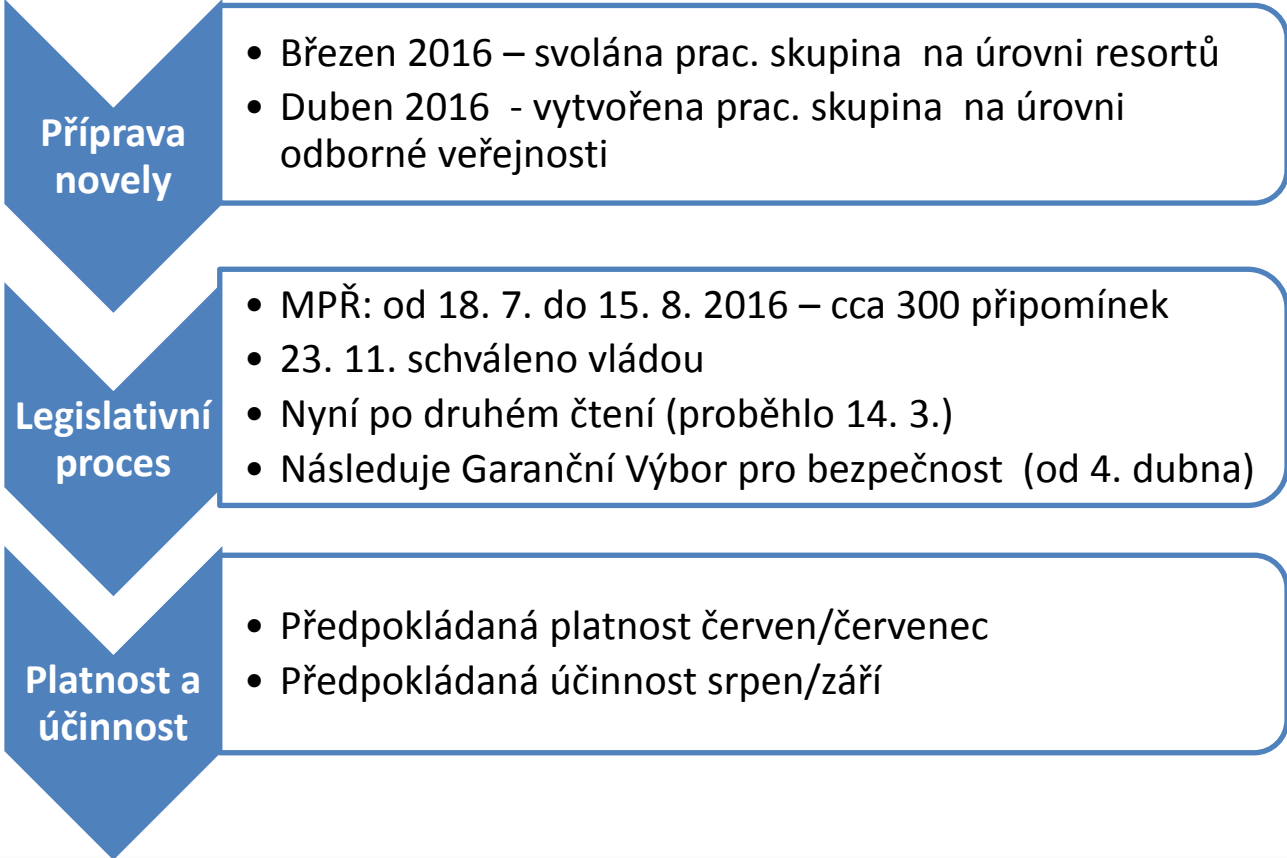 Příprava
novely
• Březen 2016 – svolána prac. skupina  na úrovni resortů
• Duben 2016  - vytvořena prac. skupina  na úrovni
odborné veřejnosti
Legislativní
proces
• MPŘ: od 18. 7. do 15. 8. 2016 – cca 300 připomínek
• 23. 11. schváleno vládou
• Nyní po druhém čtení (proběhlo 14. 3.)
• Následuje Garanční Výbor pro bezpečnost  (od 4. dubna)
Platnost a
účinnost
• Předpokládaná platnost červen/červenec
• Předpokládaná účinnost srpen/září